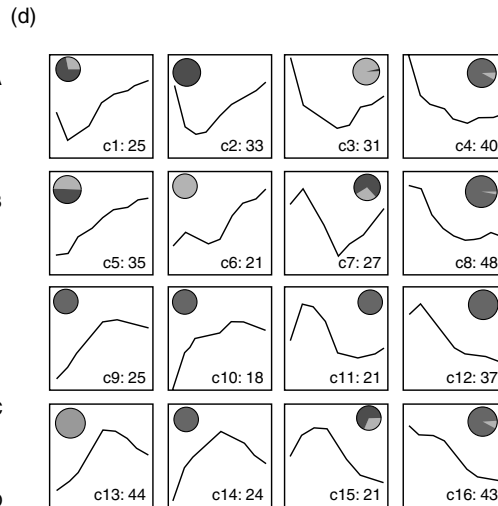 (d)
c1: 25 c2: 33 c3: 31 c4: 40
c5: 35 c6: 21 c7: 27 c8: 48
c9: 25 c10: 18 c11: 21 c12: 37
c13: 44 c14: 24 c15: 21 c16: 43